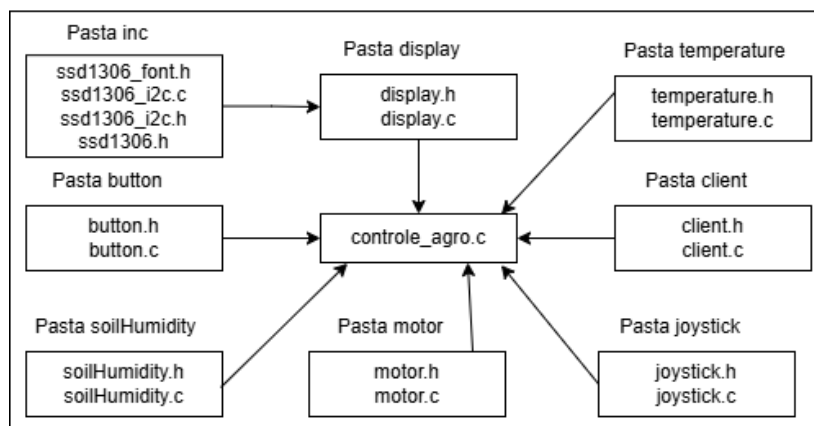 Pasta inc
ssd1306_font.h
ssd1306_i2c.c
ssd1306_i2c.h
ssd1306.h
Pasta display
display.h
display.c
Pasta temperature
temperature.h
temperature.c
Pasta button
button.h
button.c
controle_agro.c
Pasta client
client.h
client.c
Pasta soilHumidity
soilHumidity.h
soilHumidity.c
Pasta motor
motor.h
motor.c
Pasta joystick
joystick.h
joystick.c